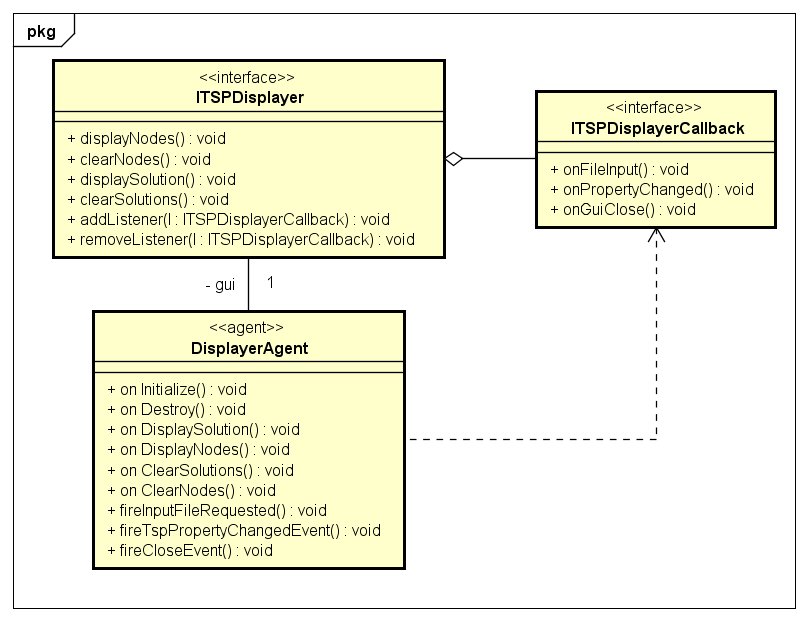 pkg
<<interface>>
ITSPDisplayer
+ displayNodes() : void
+ clearNodes() : void
+ displaySolution() : void
+ clearSolutions() : void
+ addListener(l : ITSPDisplayerCallback) : void
+ removeListener(l : ITSPDisplayerCallback) : void
<<interface>>
ITSPDisplayerCallback
+ onFileInput() : void
+ onPropertyChanged() : void
+ onGuiClose() : void
- gui
1
<<agent>>
DisplayerAgent
+ on Initialize() : void
+ on Destroy() : void
+ on DisplaySolution() : void
+ on DisplayNodes() : void
+ on ClearSolutions() : void
+ on ClearNodes() : void
+ fireInputFileRequested() : void
+ fireTspPropertyChangedEvent() : void
+ fireCloseEvent() : void